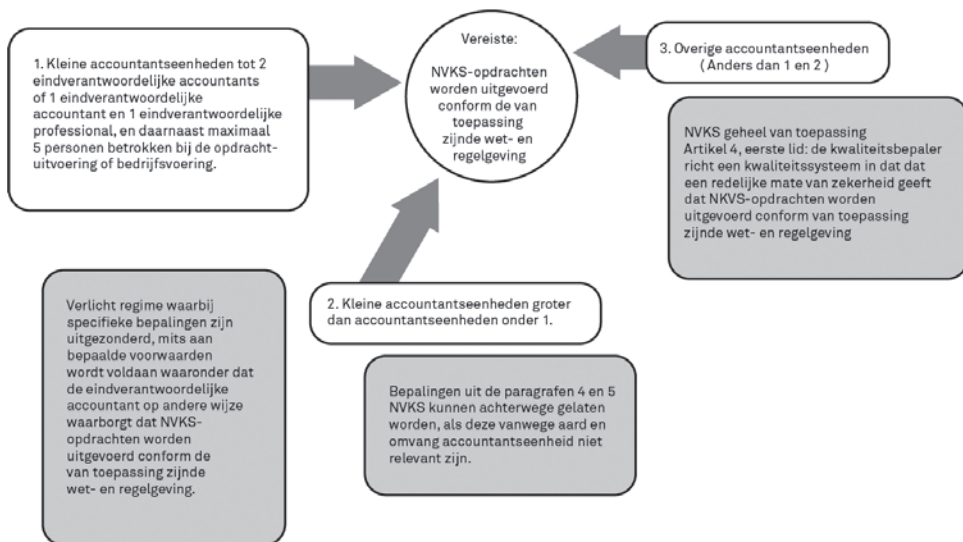 1. Kleine accountantseenheden tot 2
eindverantwoordelijke accountants
of 1 eindverantwoordelijke
accountant en 1 eindverantwoordelijke
professional, en daarnaast maximaal
5 personen betrokken bij de opdracht-
uitvoering of bedrijfsvoering.
Vereiste:
NVKS-opdrachten
worden uitgevoerd
conform de van
toepassing
zijnde wet- en
regelgeving
3. Overige accountantseenheden
( Anders dan 1 en 2 )
NVKS geheel van toepassing
Artikel 4, eerste lid: de kwaliteitsbepaler
richt een kwaliteitssysteem in dat dat
een redelijke mate van zekerheid geeft
dat NKVS-opdrachten worden
uitgevoerd conform van toepassing
zijnde wet- en regelgeving
Verlicht regime waarbij
specifieke bepalingen zijn
uitgezonderd, mits aan
bepaalde voorwaarden
wordt voldaan waaronder dat
de eindverantwoordelijke
accountant op andere wijze
waarborgt dat NVKS-
opdrachten worden
uitgevoerd conform de
van toepassing zijnde
wet- en regelgeving.
2. Kleine accountantseenheden groter
dan accountantseenheden onder 1.
Bepalingen uit de paragrafen 4 en 5
NVKS kunnen achterwege gelaten
worden, als deze vanwege aard en
omvang accountantseenheid niet
relevant zijn.